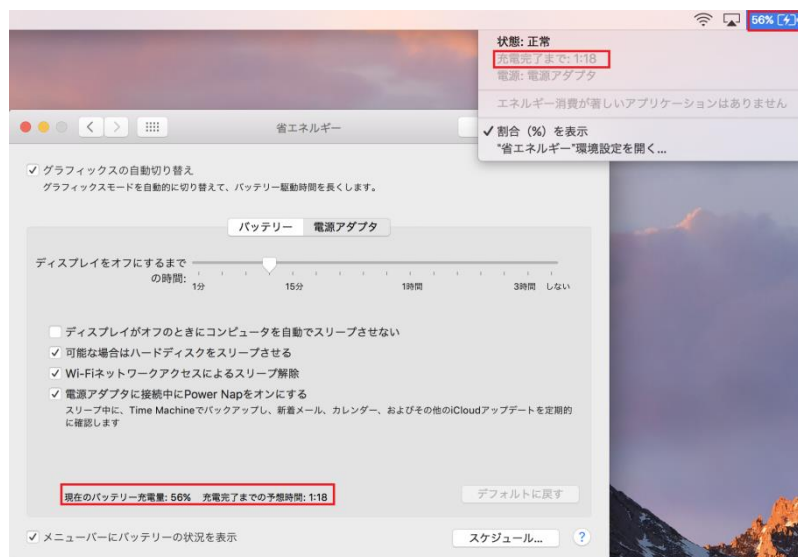 56%
状態: 正常
充電完了まで: 1:18
電源: 電源アダプタ
エネルギー消費が著しいアプリケーションはありません
✓ 割合（%）を表示
"省エネルギー"環境設定を開く...
省エネルギー
グラフィックスの自動切り替え
グラフィックスモードを自動的に切り替えて、バッテリー駆動時間を長くします。
バッテリー 電源アダプタ
ディスプレイをオフにするまで
の時間:
1分 15分 1時間 3時間 しない
ディスプレイがオフのときにコンピュータを自動でスリープさせない
可能な場合はハードディスクをスリープさせる
Wi-Fiネットワークアクセスによるスリープ解除
電源アダプタに接続中にPower Napをオンにする
スリープ中に、Time Machineでバックアップし、新着メール、カレンダー、およびその他のiCloudアップデートを定期的
に確認します
現在のバッテリー充電量: 56% 充電完了までの予想時間: 1:18
デフォルトに戻す
メニューバーにバッテリーの状況を表示
スケジュール... ?